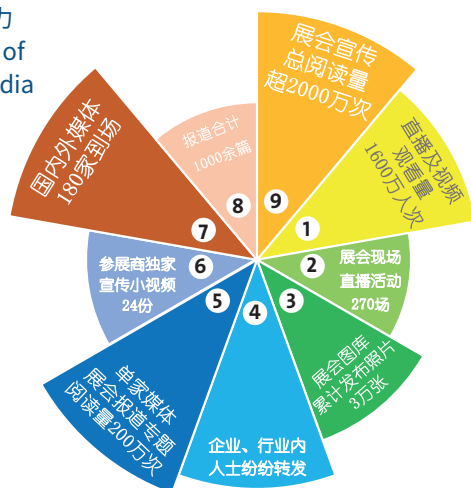 力
of
dia
展会宣传
总阅读量
超2000万次
9
直播及视频
观看量
1600万人次
1
展会现场
直播活动
270场
2
展会图库
累计发布照片
3万张
3
企业、行业内
人士纷纷转发
4
单家媒体
展会报道专题
阅读量200万次
5
参展商独家
宣传小视频
24份
6
国内外媒体
180家到场
7
报道合计
1000余篇
8